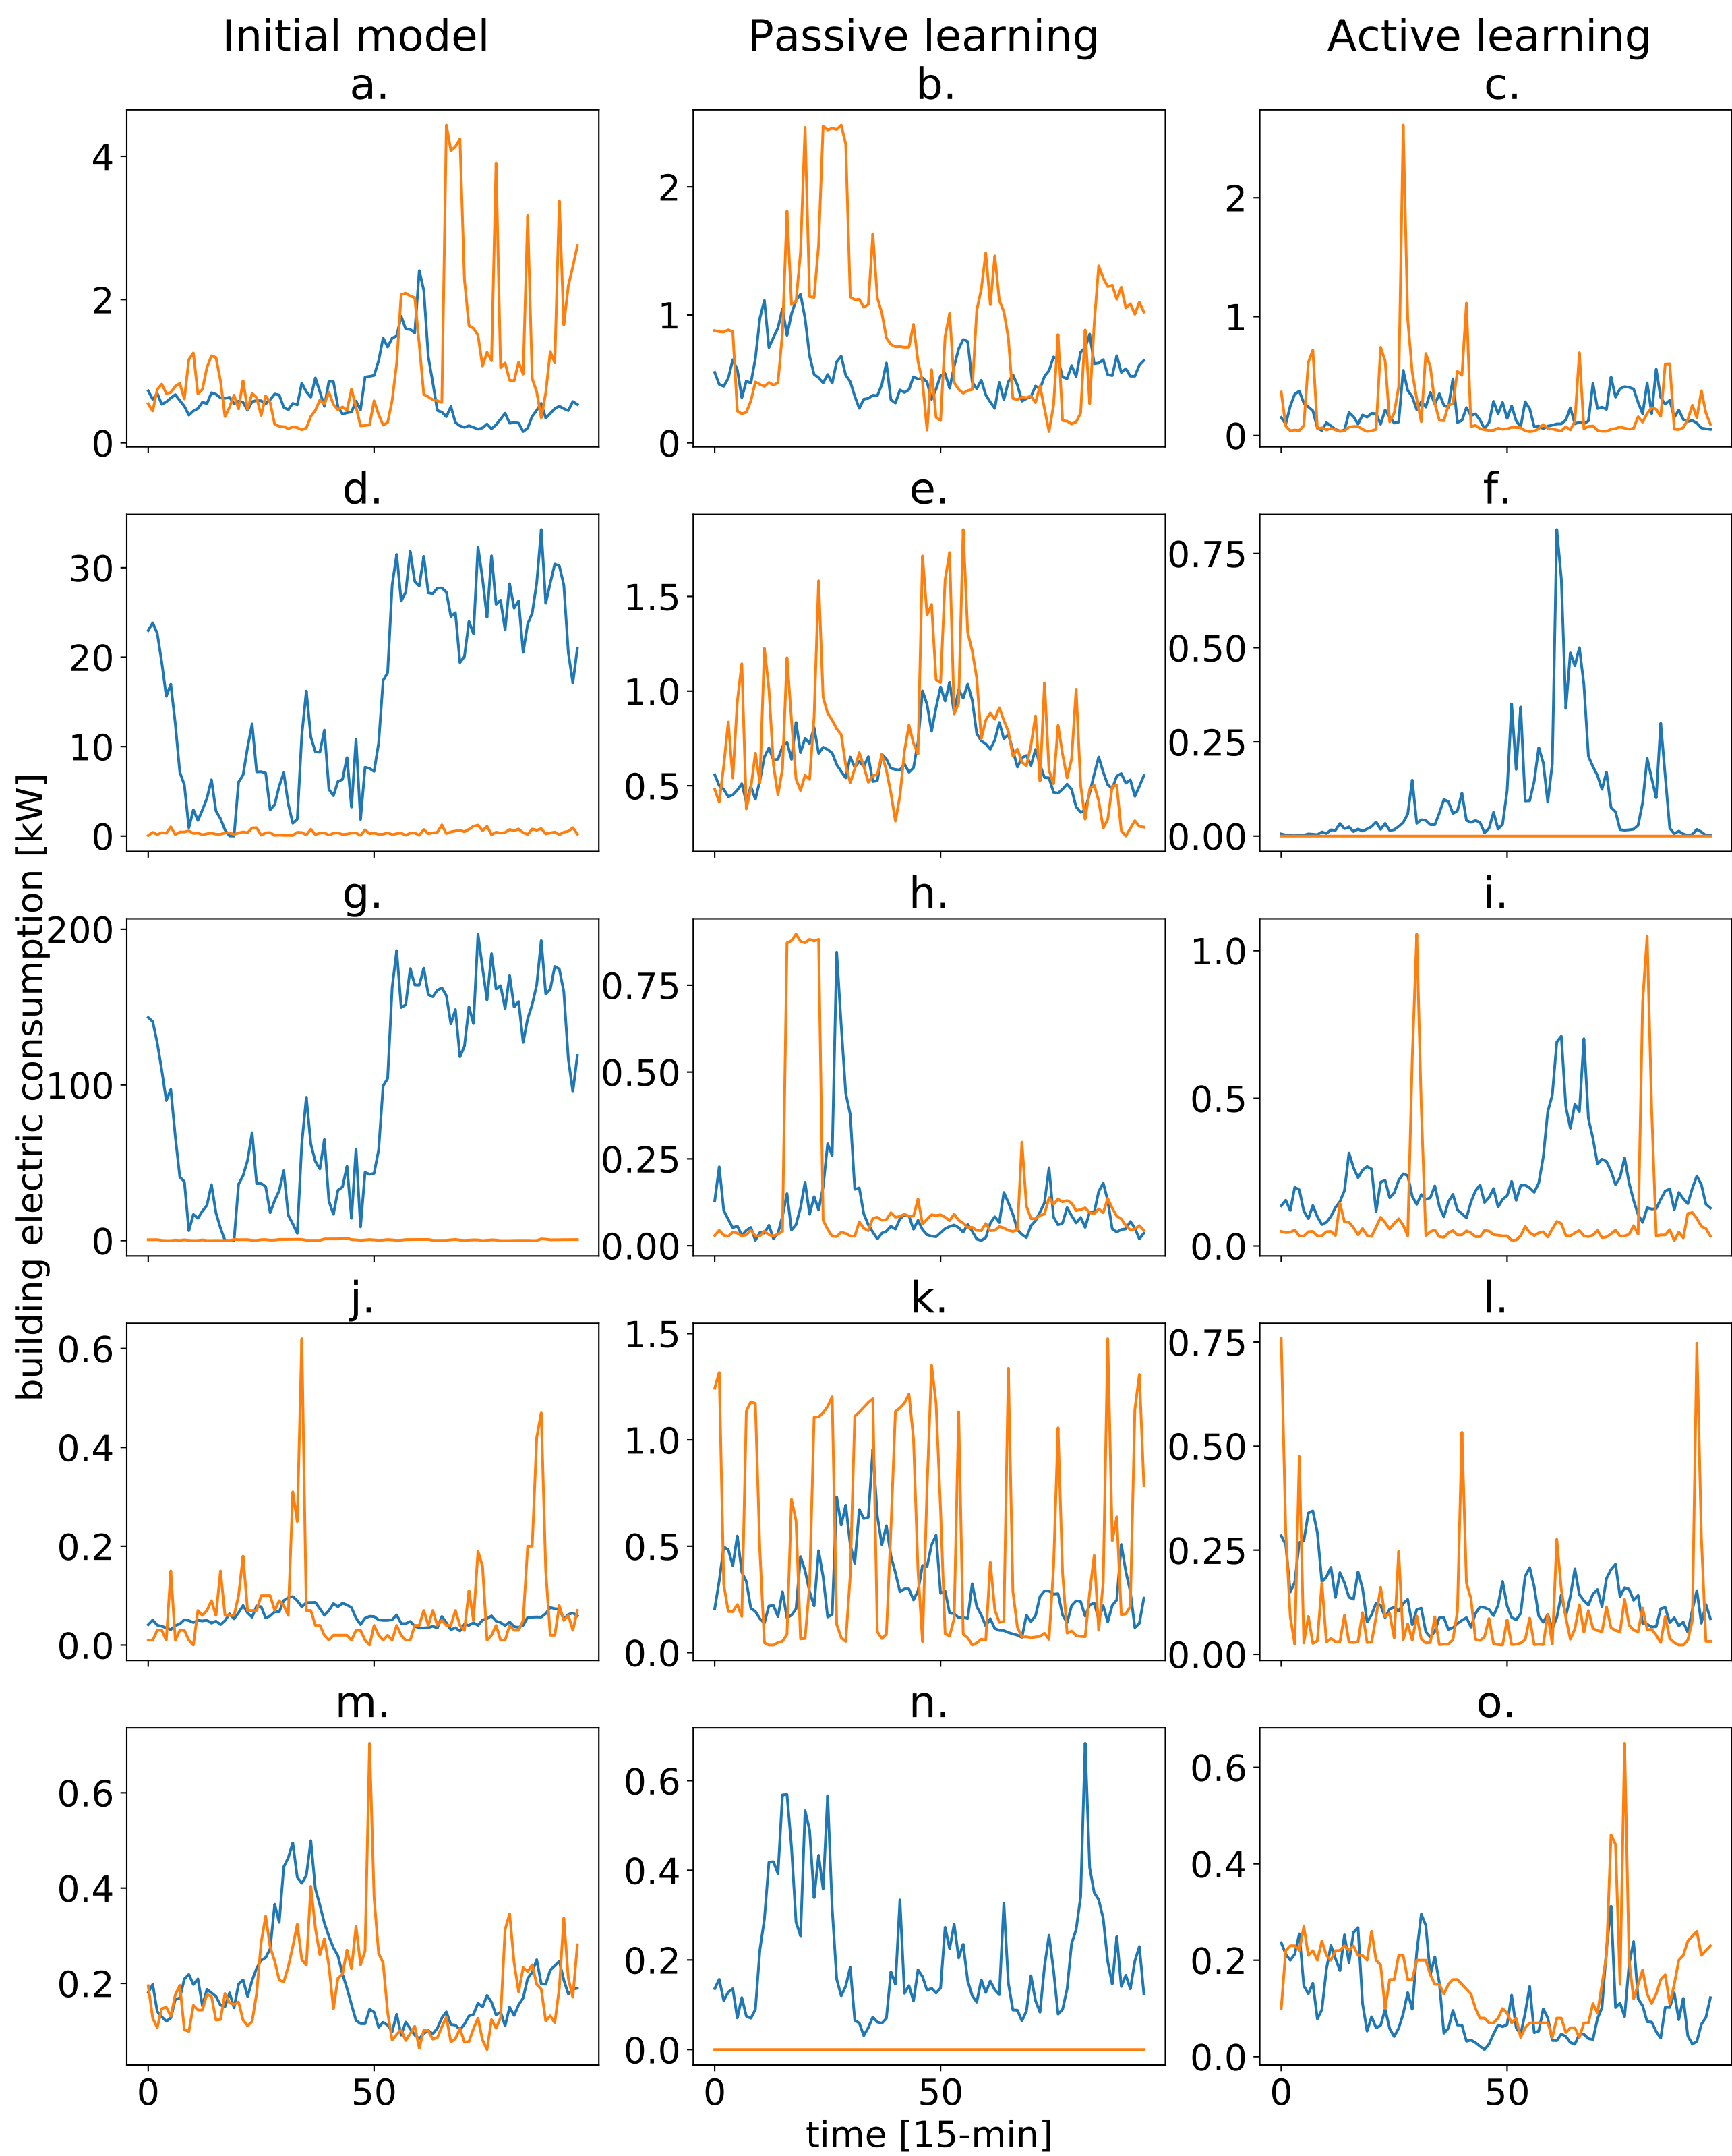 Initial model
Passive learning
Active learning
a.
b.
c.
4
2
0
2
1
0
2
1
0
d.
e.
f.
30
20
10
0
1.5
1.0
0.5
0.75
0.50
0.25
0.00
g.
h.
i.
200
100
0
0.75
0.50
0.25
0.00
1.0
0.5
0.0
building electric consumption [kW]
j.
k.
l.
0.6
0.4
0.2
0.0
1.5
1.0
0.5
0.0
0.75
0.50
0.25
0.00
m.
n.
o.
0.6
0.4
0.2
0.6
0.4
0.2
0.0
0.6
0.4
0.2
0.0
0 50
0 50
0 50
time [15-min]